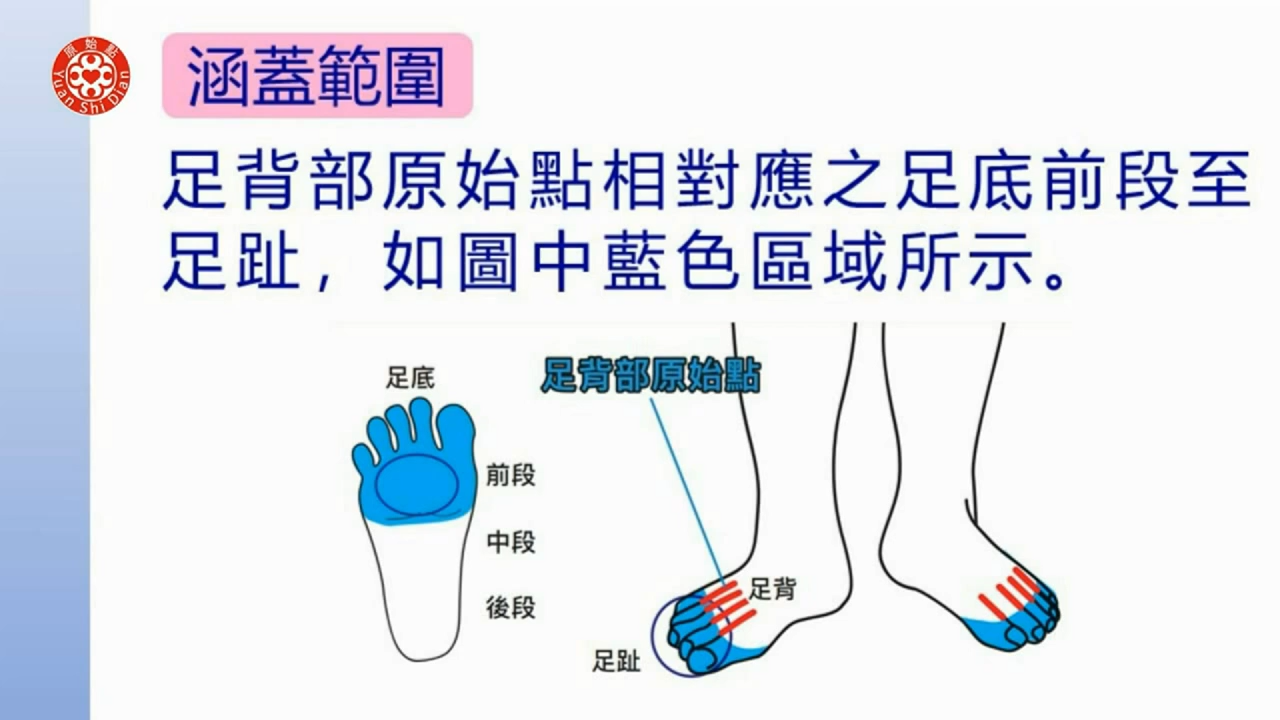 原始點
Yuan Shi Dian
涵蓋範圍
足背部原始點相對應之足底前段至
足趾，如圖中藍色區域所示。
足底
足背部原始點
前段
中段
後段
足背
足趾